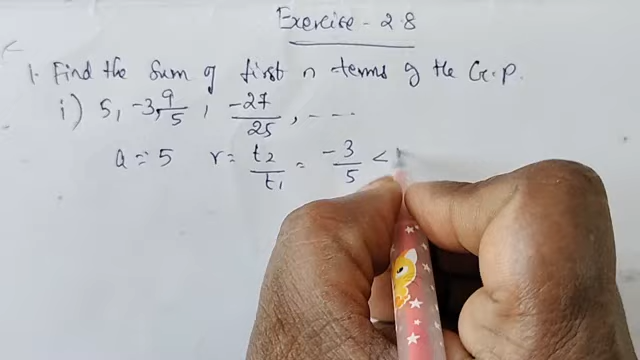 Exercise - 2.8
1. Find the Sum of first n terms of the G.P.
i) 5, -3, 9/5, -27/25, ---
a = 5 r = t2/t1 = -3/5 < 1